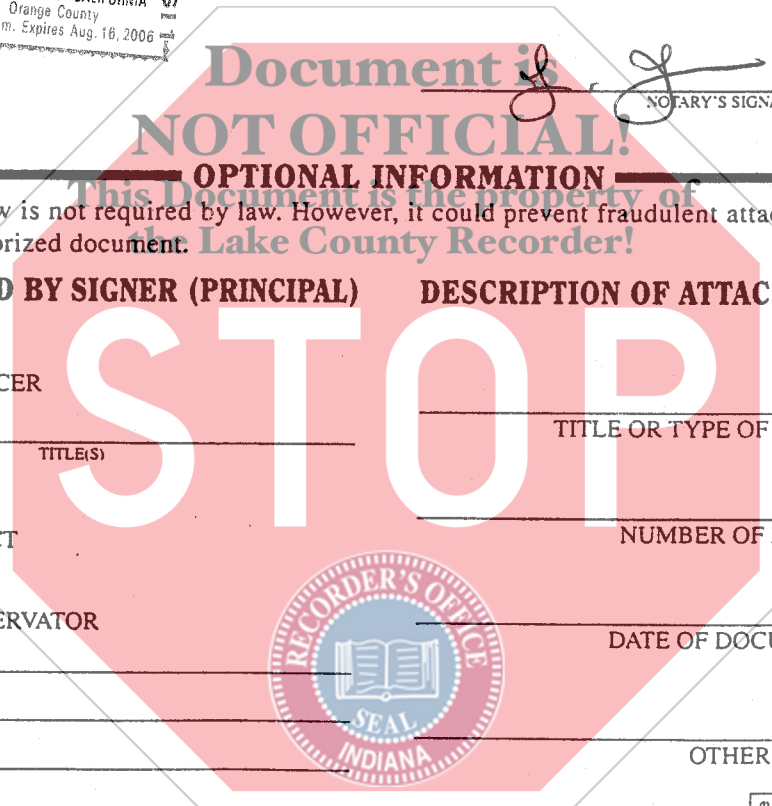 CALIFORNIA
Orange County
m. Expires Aug. 16, 2006
Document is
NOT OFFICIAL!
This Document is the property of
the Lake County Recorder!
NOTARY'S SIGNA
OPTIONAL INFORMATION
w is not required by law. However, it could prevent fraudulent attac
orized document.
D BY SIGNER (PRINCIPAL)
DESCRIPTION OF ATTAC
STOP
CER
TITLE(S)
TITLE OR TYPE OF
CT
NUMBER OF
ERVATOR
DATE OF DOCU
OTHER
RECORDER'S OFFICE
SEAL
INDIANA